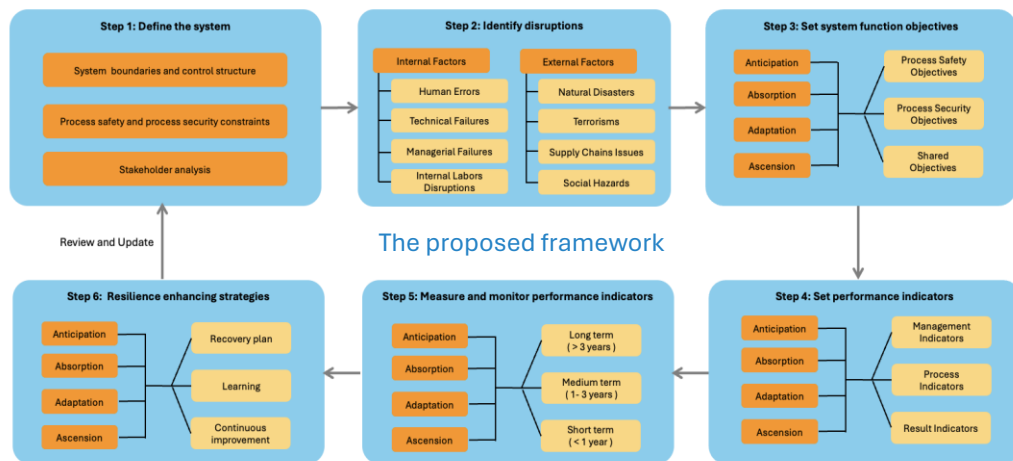 Step 1: Define the system
System boundaries and control structure
Process safety and process security constraints
Stakeholder analysis
Step 2: Identify disruptions
Internal Factors
Human Errors
Technical Failures
Managerial Failures
Internal Labors
Disruptions
External Factors
Natural Disasters
Terrorisms
Supply Chains Issues
Social Hazards
Step 3: Set system function objectives
Anticipation
Absorption
Adaptation
Ascension
Process Safety
Objectives
Process Security
Objectives
Shared
Objectives
Review and Update
The proposed framework
Step 6: Resilience enhancing strategies
Anticipation
Absorption
Adaptation
Ascension
Recovery plan
Learning
Continuous
improvement
Step 5: Measure and monitor performance indicators
Anticipation
Absorption
Adaptation
Ascension
Long term
( > 3 years )
Medium term
( 1- 3 years )
Short term
( < 1 year )
Step 4: Set performance indicators
Anticipation
Absorption
Adaptation
Ascension
Management
Indicators
Process
Indicators
Result Indicators